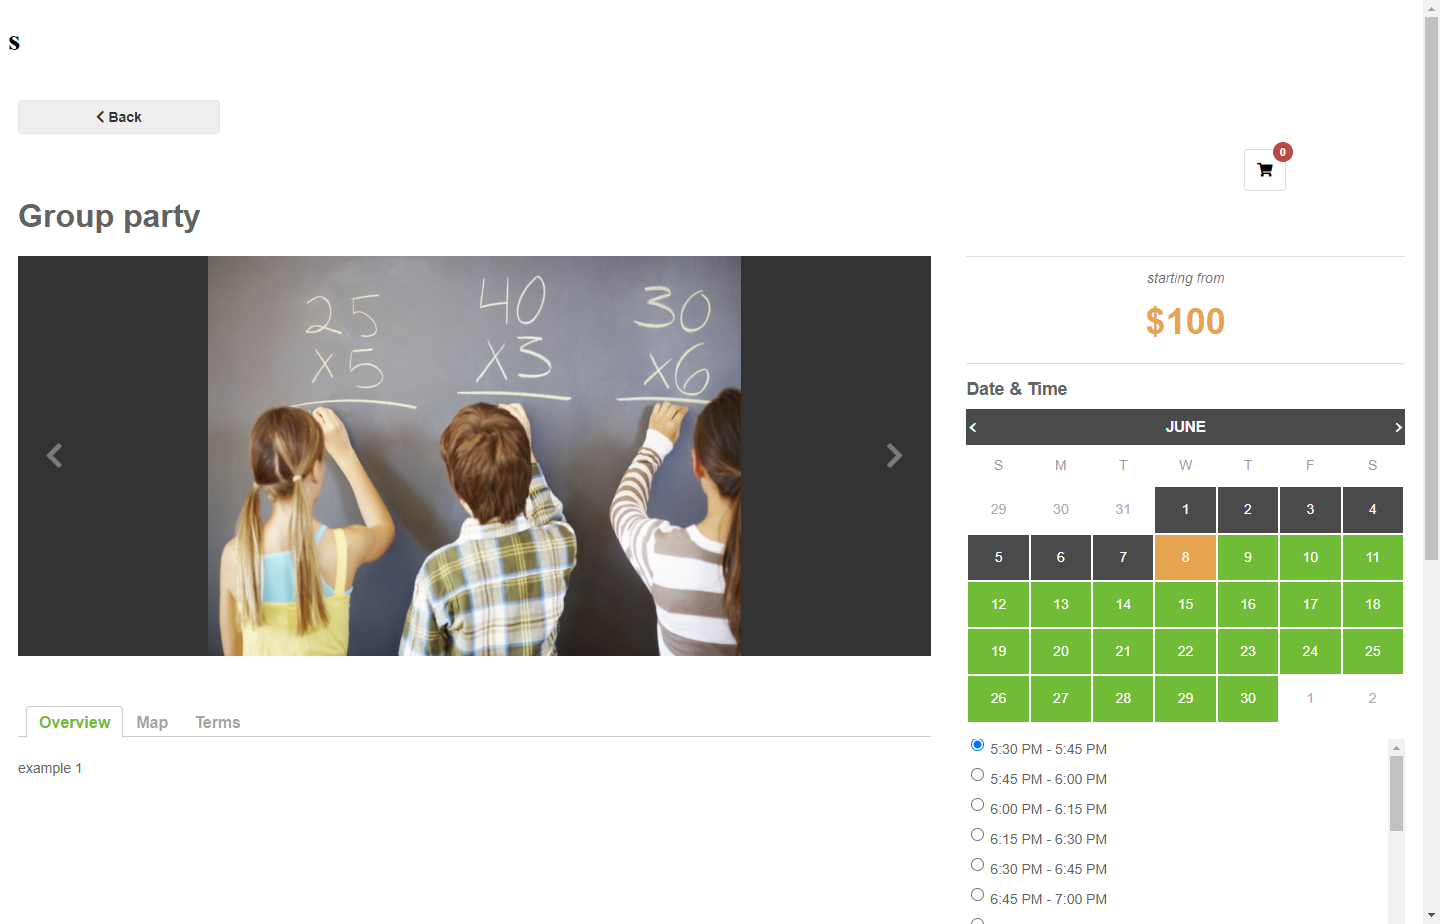 s
Back
0
Group party
25
x5
40
x3
30
x6
starting from
$100
Date & Time
JUNE
S M T W T F S
29 30 31 1 2 3 4
5 6 7 8 9 10 11
12 13 14 15 16 17 18
19 20 21 22 23 24 25
26 27 28 29 30 1 2
5:30 PM - 5:45 PM
5:45 PM - 6:00 PM
6:00 PM - 6:15 PM
6:15 PM - 6:30 PM
6:30 PM - 6:45 PM
6:45 PM - 7:00 PM
Overview Map Terms
example 1